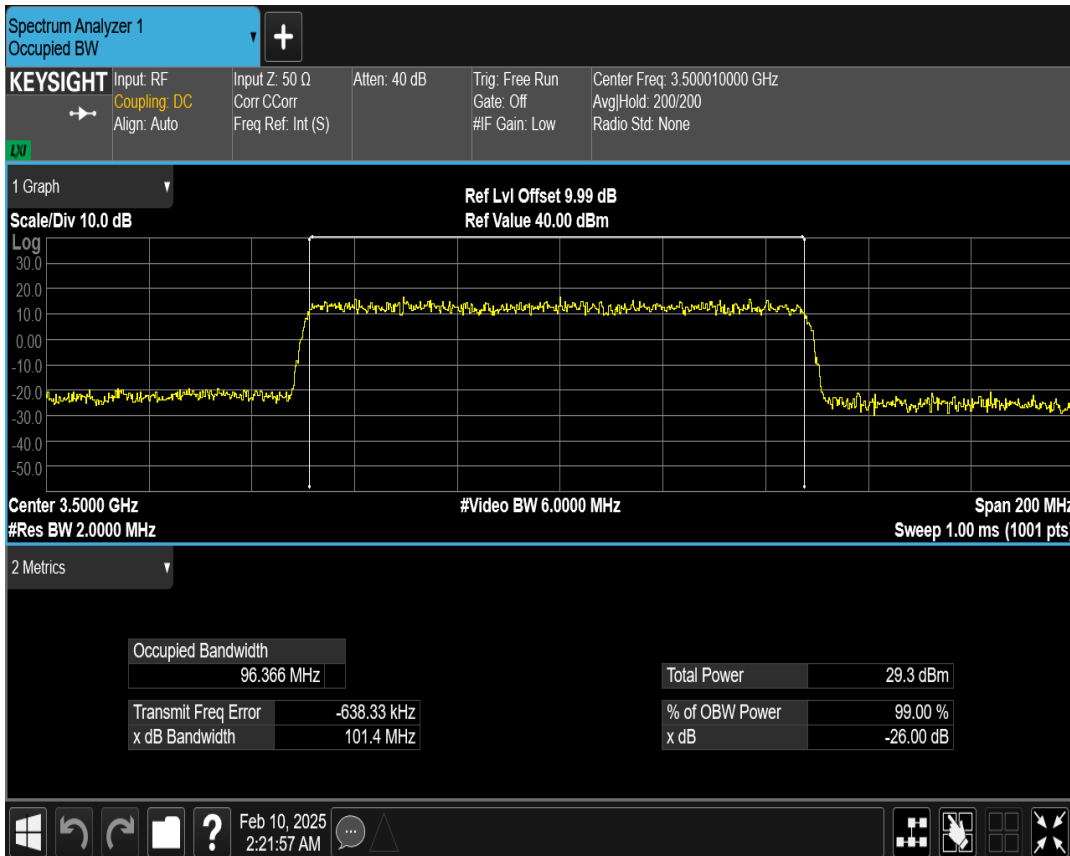 Spectrum Analyzer 1
Occupied BW
+
KEYSIGHT
LXI
Input: RF
Coupling: DC
Align: Auto
Input Z: 50 Ω
Corr CCorr
Freq Ref: Int (S)
Atten: 40 dB
Trig: Free Run
Gate: Off
#IF Gain: Low
Center Freq: 3.500010000 GHz
Avg|Hold: 200/200
Radio Std: None
1 Graph
Scale/Div 10.0 dB
Ref Lvl Offset 9.99 dB
Ref Value 40.00 dBm
Log
30.0
20.0
10.0
0.00
-10.0
-20.0
-30.0
-40.0
-50.0
Center 3.5000 GHz
#Video BW 6.0000 MHz
Span 200 MHz
#Res BW 2.0000 MHz
Sweep 1.00 ms (1001 pts)
2 Metrics
Occupied Bandwidth
96.366 MHz
Transmit Freq Error -638.33 kHz
x dB Bandwidth 101.4 MHz
Total Power 29.3 dBm
% of OBW Power 99.00 %
x dB -26.00 dB
?
Feb 10, 2025
2:21:57 AM